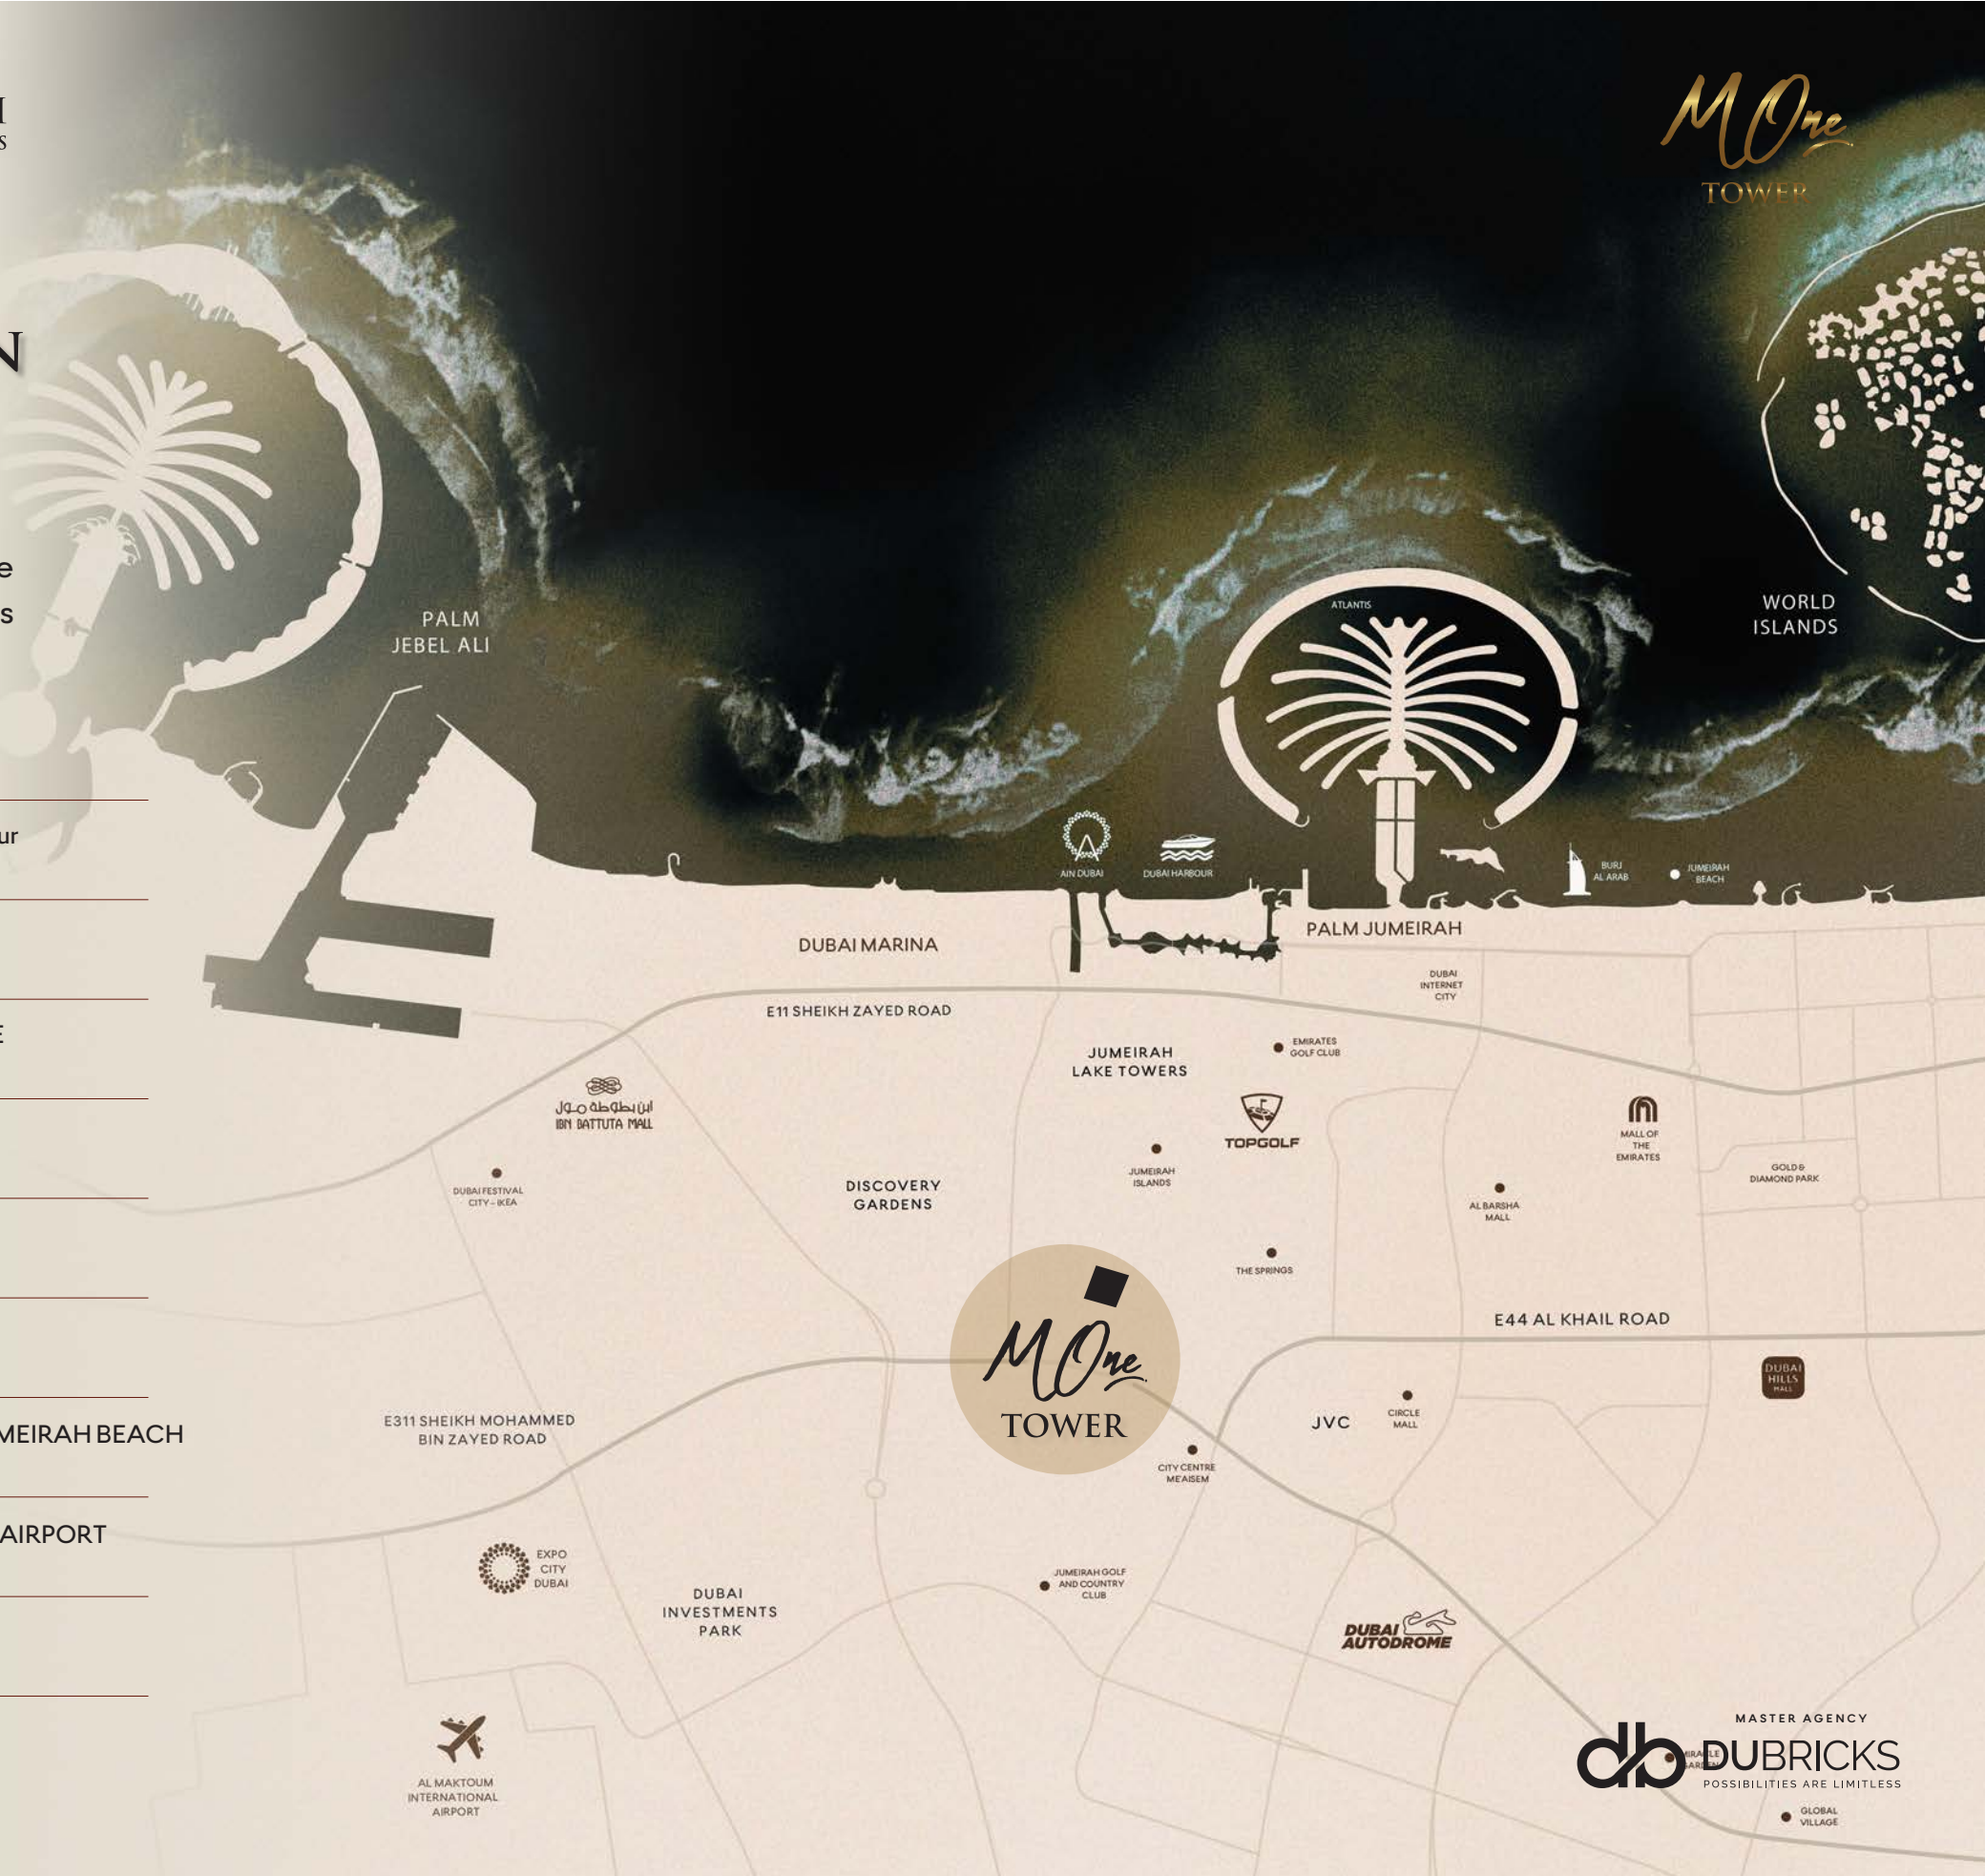 M One
TOWER
PALM
JEBEL ALI
WORLD
ISLANDS
ATLANTIS
AIN DUBAI
DUBAI HARBOUR
BURJ
AL ARAB
JUMEIRAH
BEACH
DUBAI MARINA
PALM JUMEIRAH
DUBAI
INTERNET
CITY
E11 SHEIKH ZAYED ROAD
JUMEIRAH
LAKE TOWERS
EMIRATES
GOLF CLUB
ابن بطوطة مول
IBN BATTUTA MALL
TOPGOLF
MALL OF
THE
EMIRATES
DUBAI FESTIVAL
CITY - IKEA
DISCOVERY
GARDENS
JUMEIRAH
ISLANDS
AL BARSHA
MALL
GOLD &
DIAMOND PARK
THE SPRINGS
E44 AL KHAIL ROAD
M One
TOWER
DUBAI
HILLS
MALL
E311 SHEIKH MOHAMMED
BIN ZAYED ROAD
JVC
CIRCLE
MALL
CITY CENTRE
ME'AISEM
MEIRAH BEACH
AIRPORT
EXPO
CITY
DUBAI
DUBAI
INVESTMENTS
PARK
JUMEIRAH GOLF
AND COUNTRY
CLUB
DUBAI
AUTODROME
AL MAKTOUM
INTERNATIONAL
AIRPORT
MASTER AGENCY
db DUBRICKS
POSSIBILITIES ARE LIMITLESS
GLOBAL
VILLAGE